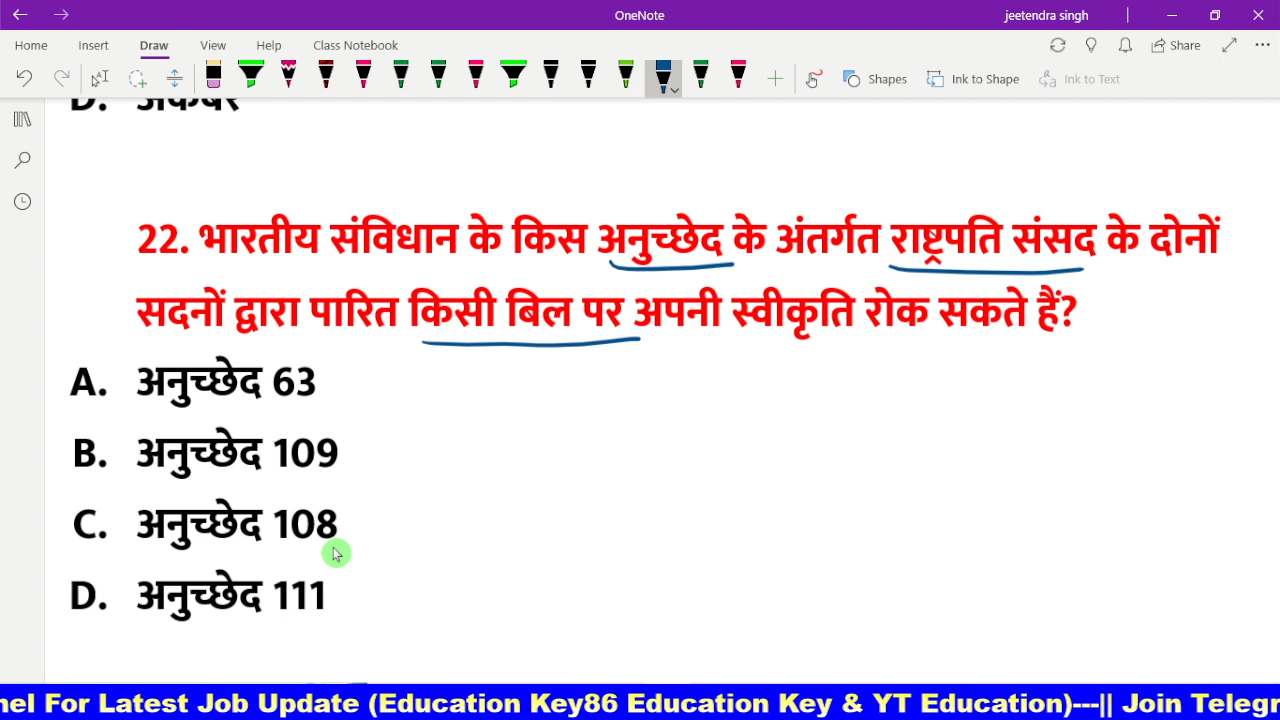 OneNote
jeetendra singh
Home Insert Draw View Help Class Notebook
Share
Shapes Ink to Shape Ink to Text
D. अकबर
22. भारतीय संविधान के किस अनुच्छेद के अंतर्गत राष्ट्रपति संसद के दोनों
सदनों द्वारा पारित किसी बिल पर अपनी स्वीकृति रोक सकते हैं?
A. अनुच्छेद 63
B. अनुच्छेद 109
C. अनुच्छेद 108
D. अनुच्छेद 111
For Latest Job Update (Education Key86 Education Key & YT Education)---|| Join